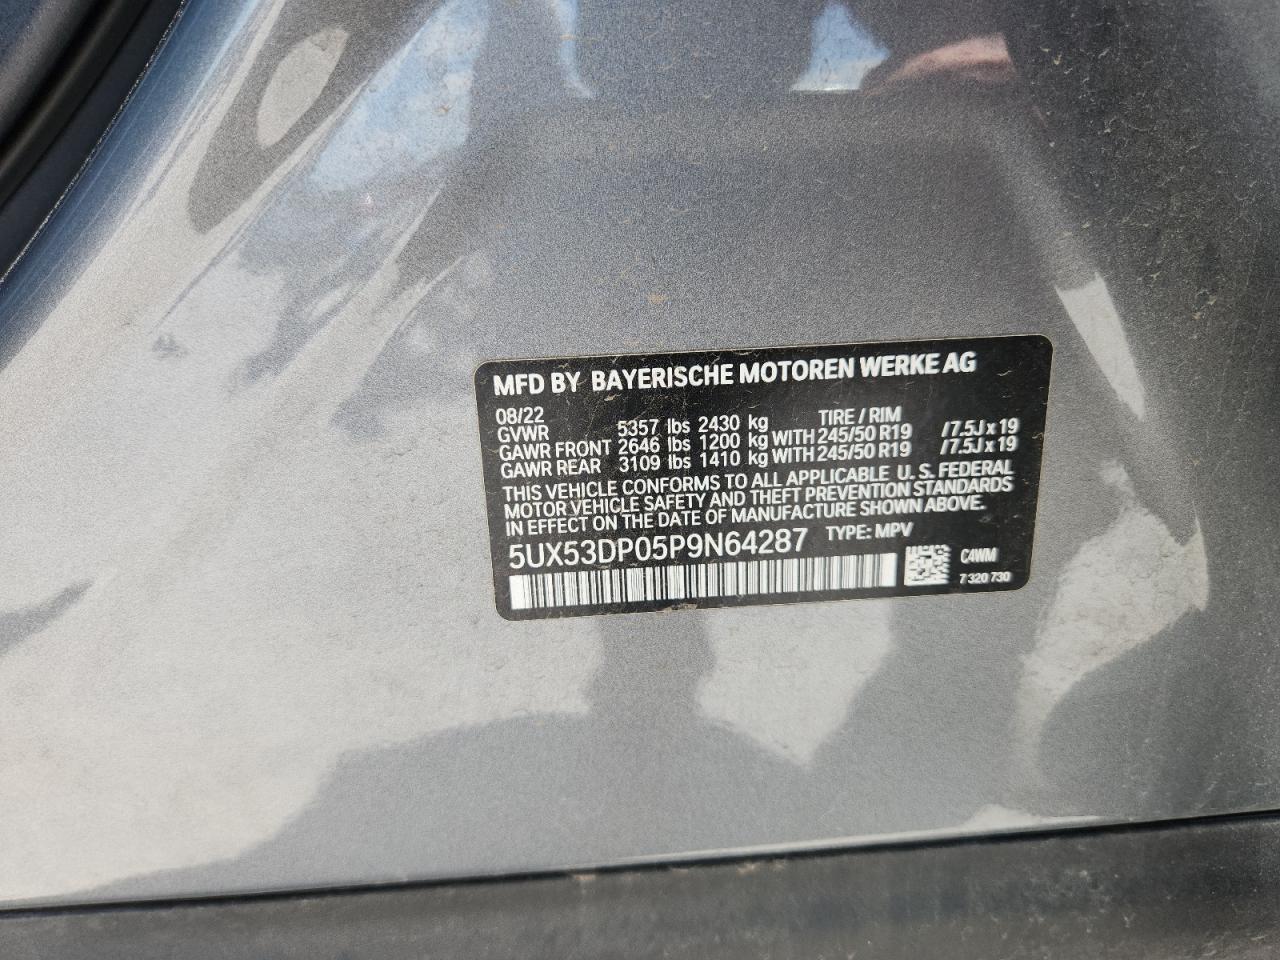 MFD BY BAYERISCHE MOTOREN WERKE AG
08/22 TIRE / RIM
GVWR 5357 lbs 2430 kg
GAWR FRONT 2646 lbs 1200 kg WITH 245/50 R19 /7.5J x 19
GAWR REAR 3109 lbs 1410 kg WITH 245/50 R19 /7.5J x 19
THIS VEHICLE CONFORMS TO ALL APPLICABLE U. S. FEDERAL
MOTOR VEHICLE SAFETY AND THEFT PREVENTION STANDARDS
IN EFFECT ON THE DATE OF MANUFACTURE SHOWN ABOVE.
5UX53DP05P9N64287 TYPE: MPV
C4WM
7 320 730